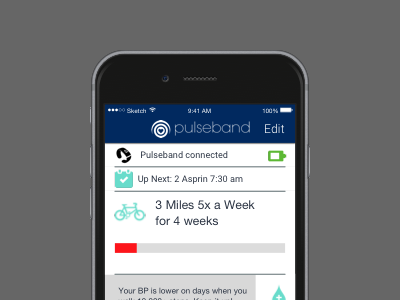 Sketch 9:41 AM 100%
pulseband Edit
Pulseband connected
Up Next: 2 Asprin 7:30 am
3 Miles 5x a Week
for 4 weeks
Your BP is lower on days when you